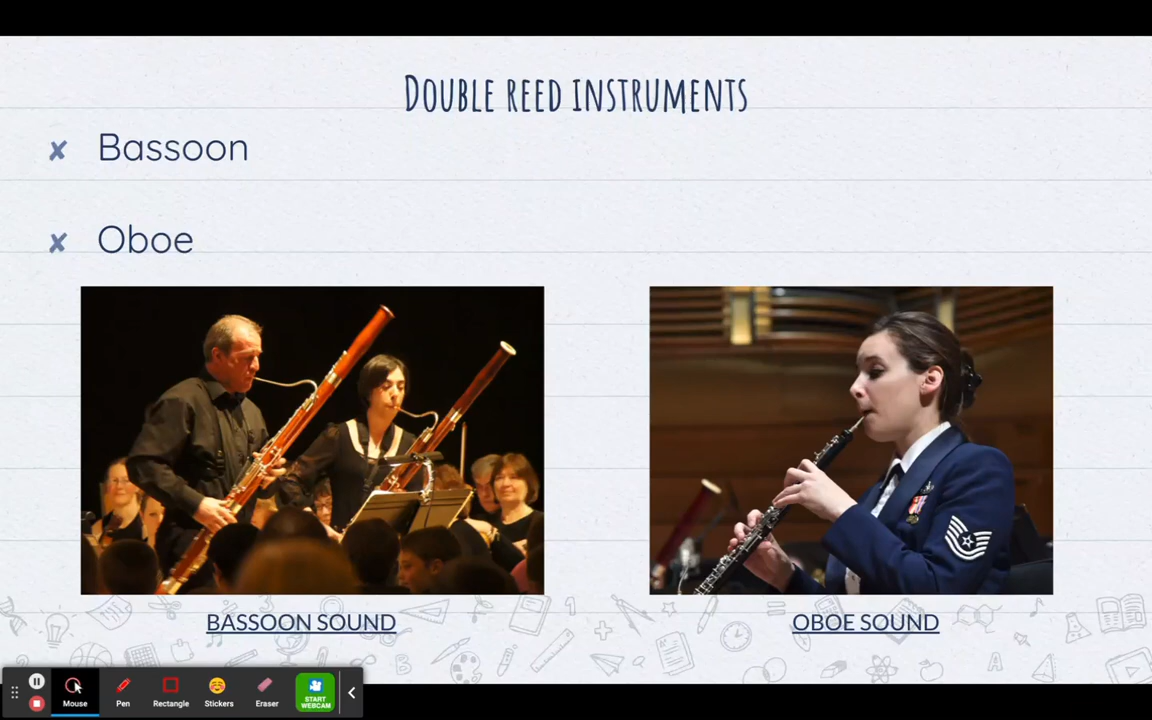 Double reed instruments
✘ Bassoon
✘ Oboe
BASSOON SOUND
OBOE SOUND
Mouse
Pen
Rectangle
Stickers
Eraser
START
WEBCAM